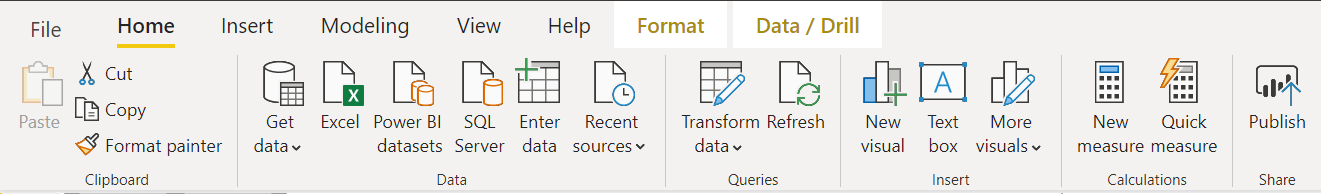 File Home Insert Modeling View Help Format Data / Drill
Paste
Cut
Copy
Format painter
Clipboard
Get data
Excel
Power BI datasets
SQL Server
Enter data
Recent sources
Data
Transform data
Refresh
Queries
New visual
A
Text box
More visuals
Insert
New measure
Quick measure
Calculations
Publish
Share